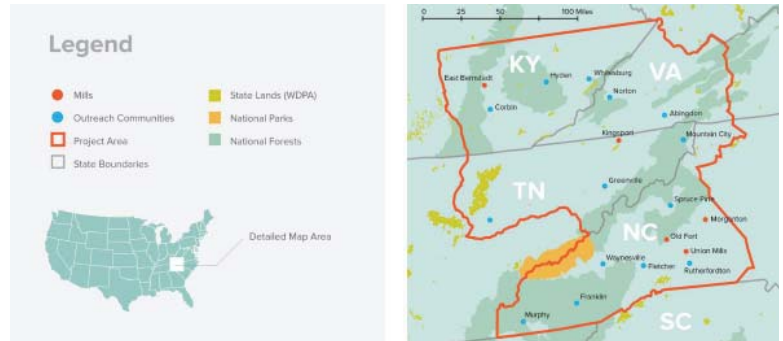 Legend
Mills
Outreach Communities
Project Area
State Boundaries
State Lands (WDPA)
National Parks
National Forests
Detailed Map Area
0 50 100 Miles
KY
VA
East Bernstadt
Hyden
Whitesburg
Norton
Corbin
Abingdon
Kingsport
Mountain City
TN
Greenville
Spruce Pine
Morganton
NC
Old Fort
Union Mills
Waynesville
Fletcher
Rutherfordton
Franklin
Murphy
SC